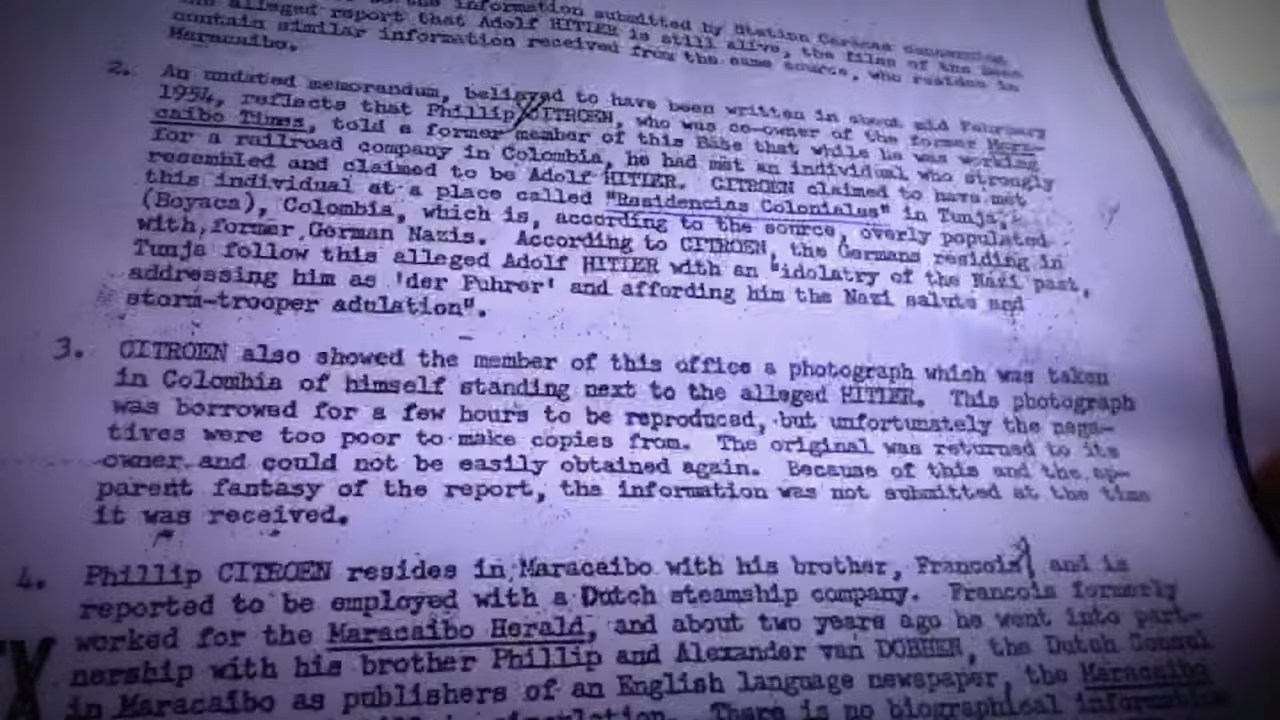 the information submitted by Station Caracas concerning
the alleged report that Adolf HITLER is still alive, the files of the Base
contain similar information received from the same source, who resides in
Maracaibo.
2. An undated memorandum, believed to have been written in about mid February
1954, reflects that Phillip CITROEN, who was co-owner of the former Mara-
caibo Times, told a former member of this Base that while he was working
for a railroad company in Colombia, he had met an individual who strongly
resembled and claimed to be Adolf HITLER. CITROEN claimed to have met
this individual at a place called "Residencias Coloniales" in Tunja,
(Boyaca), Colombia, which is, according to the source, overly populated
with former German Nazis. According to CITROEN, the Germans residing in
Tunja follow this alleged Adolf HITLER with an "idolatry of the Nazi past,
addressing him as 'der Fuhrer' and affording him the Nazi salute and
storm-trooper adulation".
3. CITROEN also showed the member of this office a photograph which was taken
in Colombia of himself standing next to the alleged HITLER. This photograph
was borrowed for a few hours to be reproduced, but unfortunately the nega-
tives were too poor to make copies from. The original was returned to its
owner and could not be easily obtained again. Because of this and the ap-
parent fantasy of the report, the information was not submitted at the time
it was received.
4. Phillip CITROEN resides in Maracaibo with his brother, Francois, and is
reported to be employed with a Dutch steamship company. Francois formerly
worked for the Maracaibo Herald, and about two years ago he went into part-
nership with his brother Phillip and Alexander van DOBBEN, the Dutch Consul
in Maracaibo as publishers of an English language newspaper, the Maracaibo
There is no biographical information